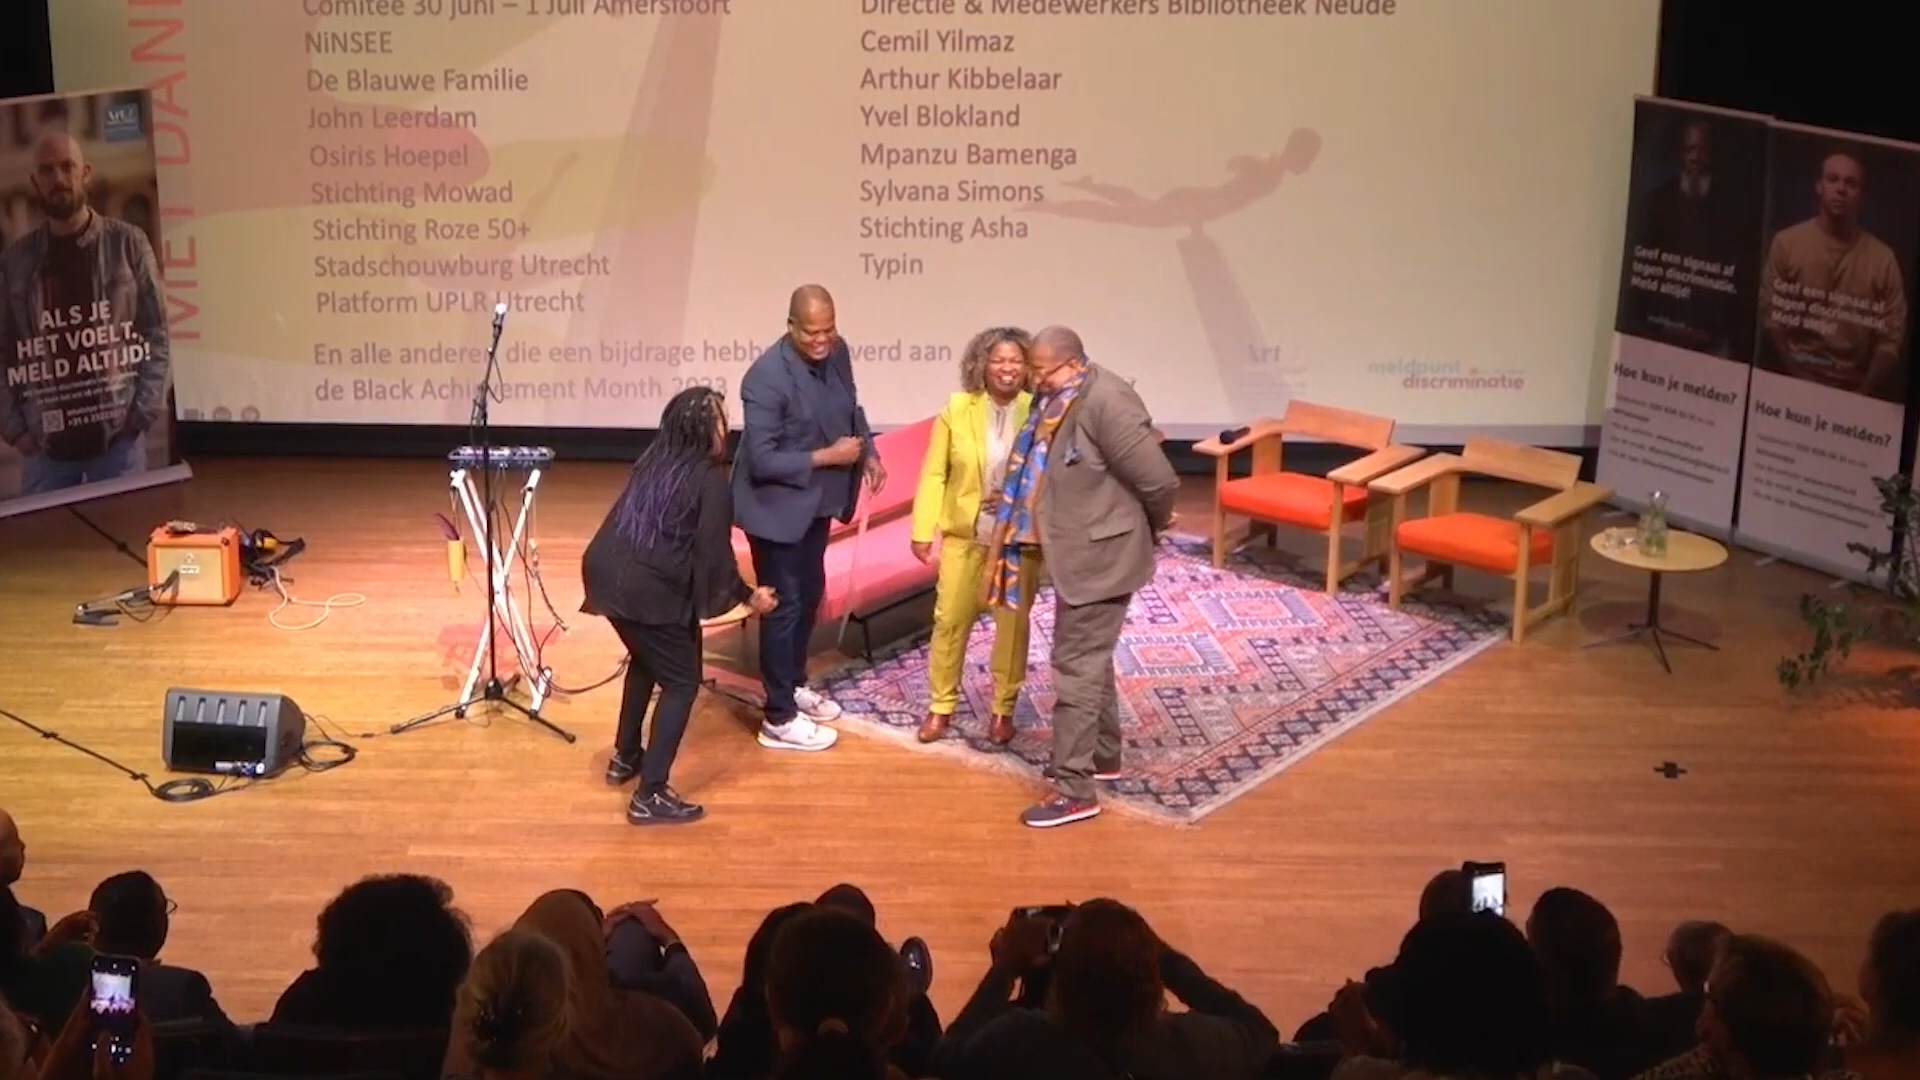 Comitee 30 juni – 1 Juli Amersfoort
NiNSEE
De Blauwe Familie
John Leerdam
Osiris Hoepel
Stichting Mowad
Stichting Roze 50+
Stadschouwburg Utrecht
Platform UPLR Utrecht
En alle anderen die een bijdrage
verd aan
de Black Achievement Month 2023
Directie & Medewerkers Bibliotheek Neude
Cemil Yilmaz
Arthur Kibbelaar
Yvel Blokland
Mpanzu Bamenga
Sylvana Simons
Stichting Asha
Typin
meldpunt
discriminatie
MET DAN
Art.1
ALS JE
HET VOELT,
MELD ALTIJD!
Geef een signaal af
tegen discriminatie.
Meld altijd!
Hoe kun je melden?
Geef een signaal af
tegen discriminatie.
Meld altijd!
Hoe kun je melden?